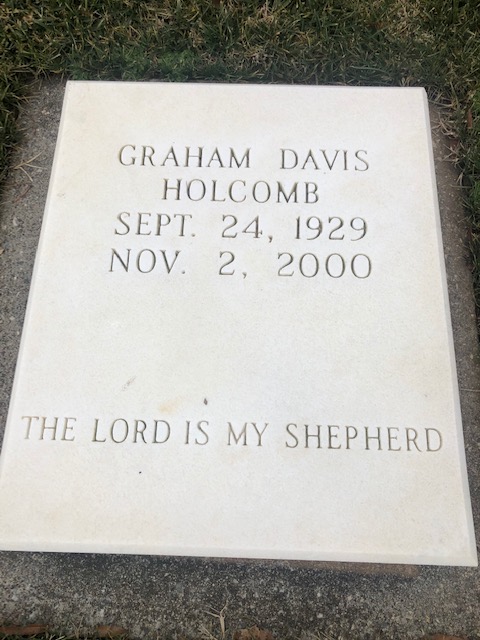 GRAHAM DAVIS
HOLCOMB
SEPT. 24, 1929
NOV. 2, 2000
THE LORD IS MY SHEPHERD